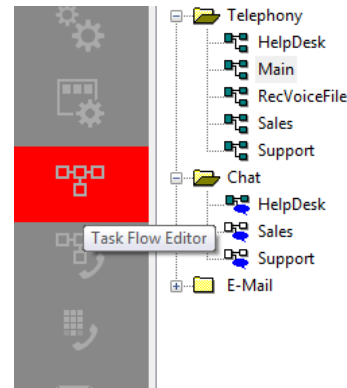 Telephony
HelpDesk
Main
RecVoiceFile
Sales
Support
Chat
HelpDesk
Task Flow Editor
Sales
Support
E-Mail